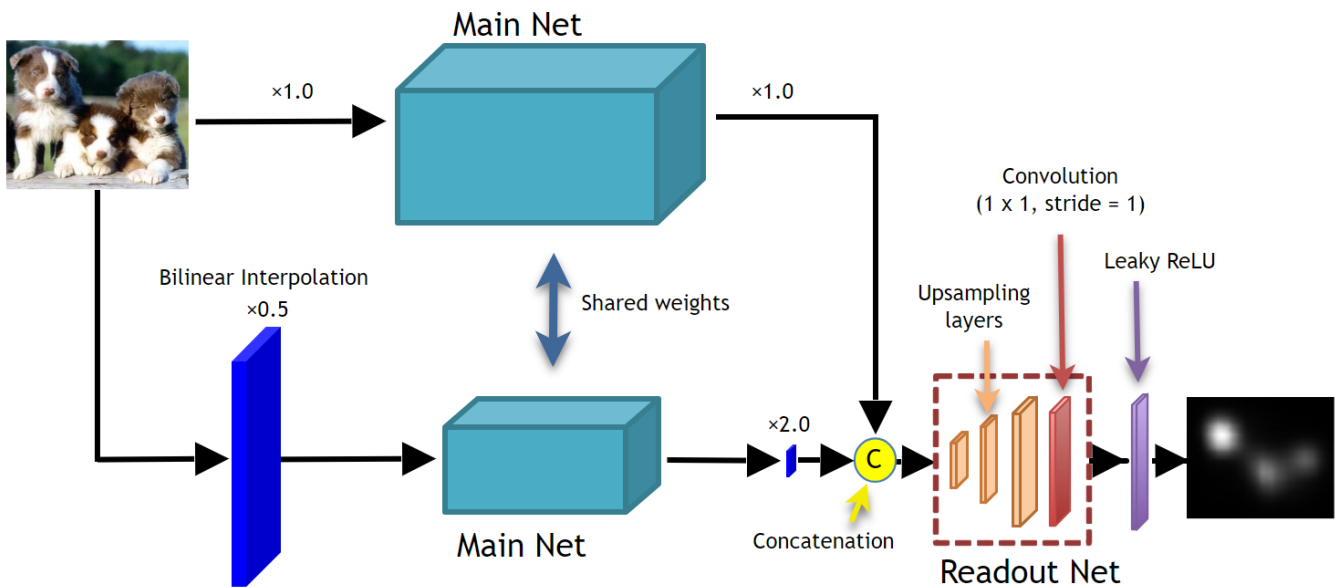 Main Net
×1.0
×1.0
Convolution
(1 x 1, stride = 1)
Bilinear Interpolation
×0.5
Shared weights
Leaky ReLU
Upsampling
layers
×2.0
C
Concatenation
Main Net
Readout Net